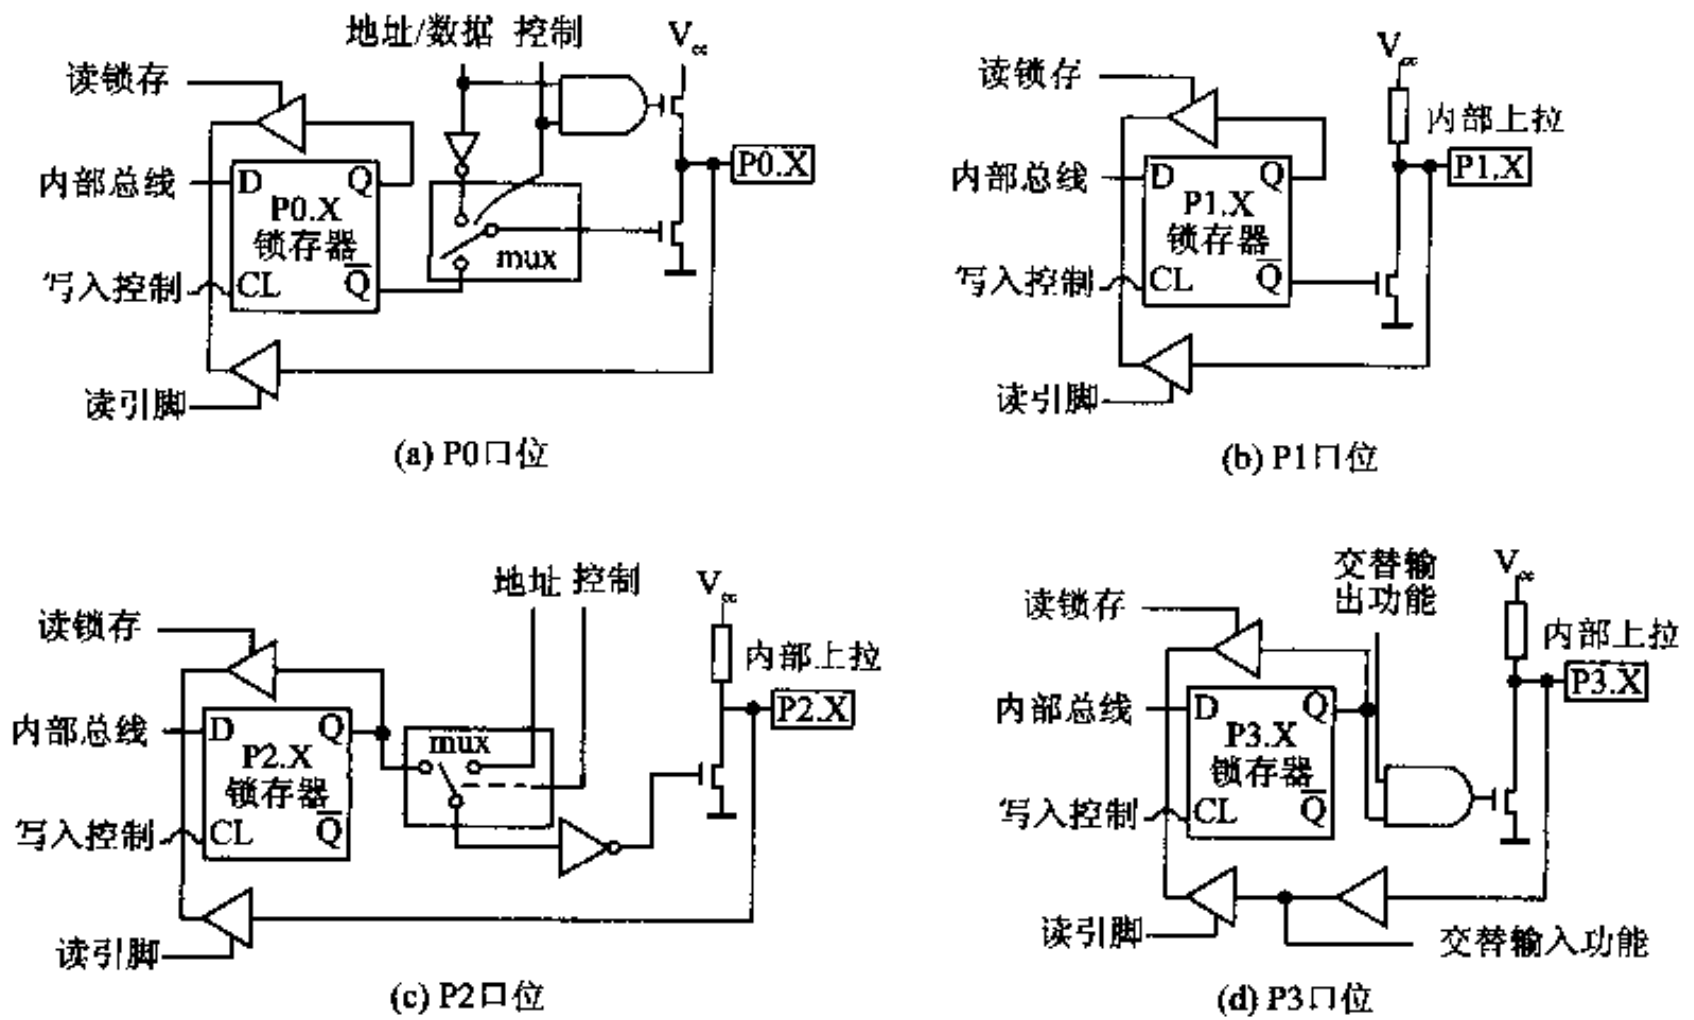 地址/数据 控制
Vcc
读锁存
内部总线
D Q
P0.X
锁存器
写入控制
CL Q̅
mux
P0.X
读引脚
(a) P0口位
Vcc
读锁存
内部上拉
内部总线
D Q
P1.X
锁存器
写入控制
CL Q̅
P1.X
读引脚
(b) P1口位
地址 控制
Vcc
读锁存
内部上拉
内部总线
D Q
P2.X
锁存器
写入控制
CL Q̅
mux
P2.X
读引脚
(c) P2口位
交替输
出功能
Vcc
读锁存
内部上拉
内部总线
D Q
P3.X
锁存器
写入控制
CL Q̅
P3.X
读引脚
交替输入功能
(d) P3口位